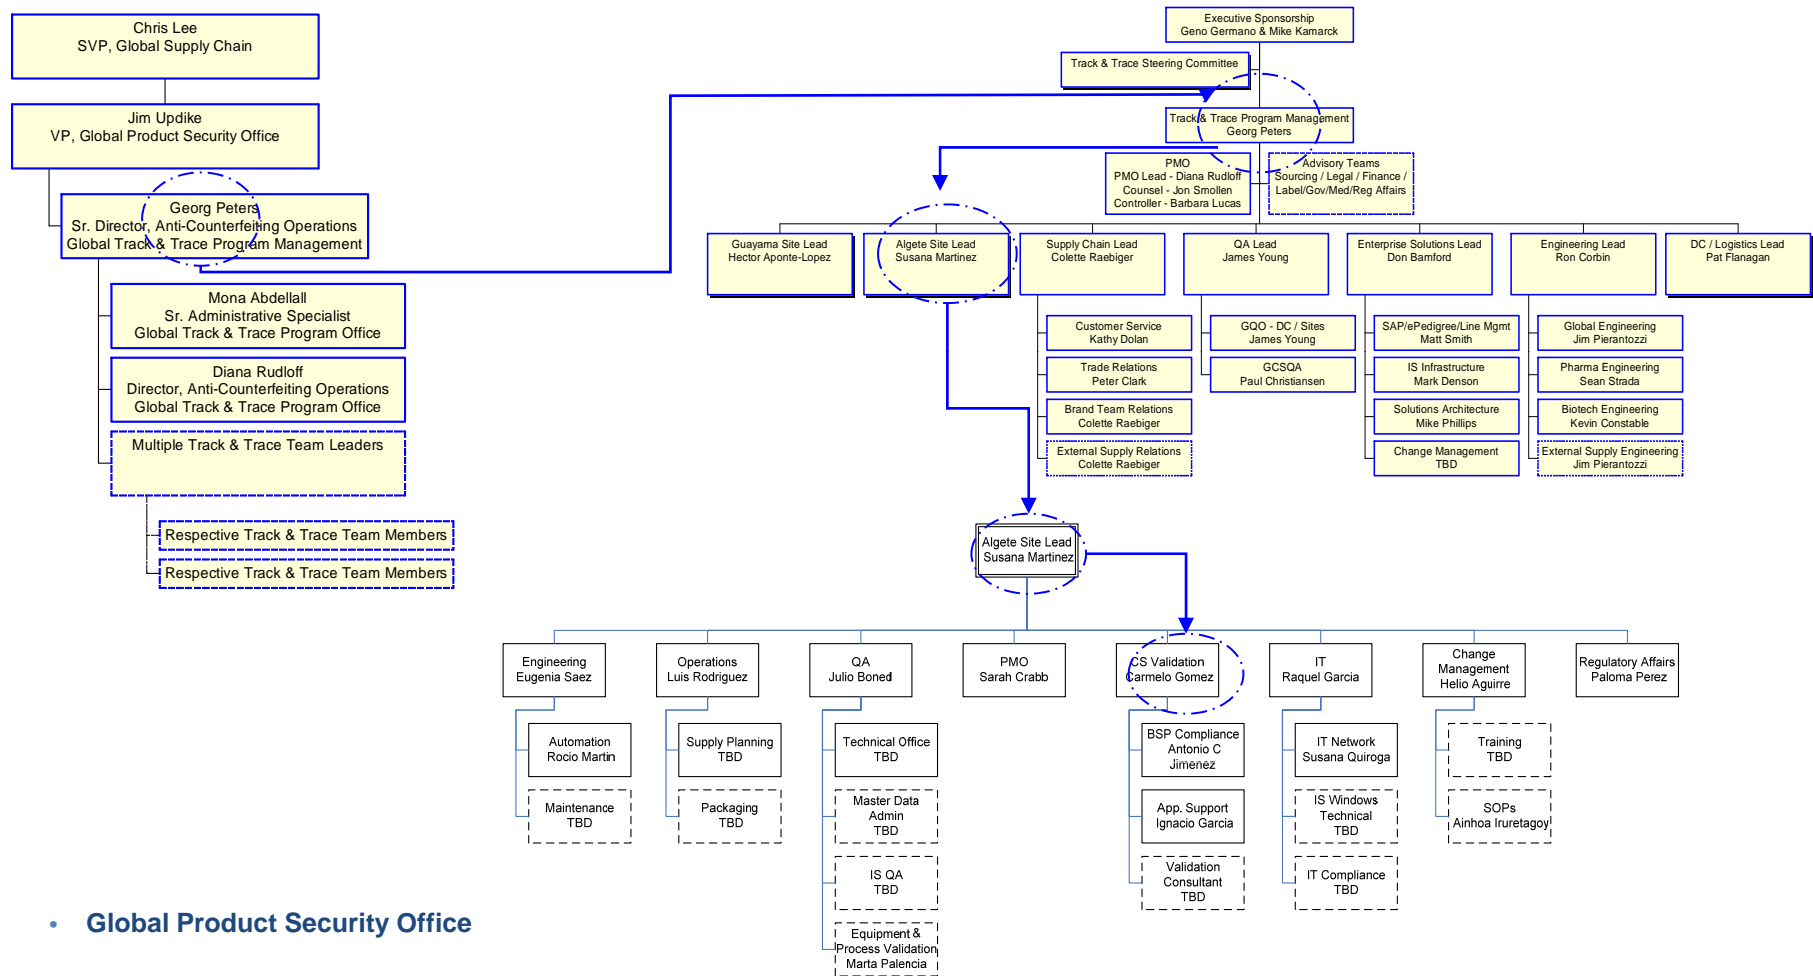 Chris Lee
SVP, Global Supply Chain
Jim Updike
VP, Global Product Security Office
Georg Peters
Sr. Director, Anti-Counterfeiting Operations
Global Track & Trace Program Management
Mona Abdellall
Sr. Administrative Specialist
Global Track & Trace Program Office
Diana Rudloff
Director, Anti-Counterfeiting Operations
Global Track & Trace Program Office
Multiple Track & Trace Team Leaders
Respective Track & Trace Team Members
Respective Track & Trace Team Members
Executive Sponsorship
Geno Germano & Mike Kamarck
Track & Trace Steering Committee
Track & Trace Program Management
Georg Peters
PMO
PMO Lead - Diana Rudloff
Counsel - Jon Smollen
Controller - Barbara Lucas
Advisory Teams
Sourcing / Legal / Finance /
Label/Gov/Med/Reg Affairs
Guayama Site Lead
Hector Aponte-Lopez
Algete Site Lead
Susana Martinez
Supply Chain Lead
Colette Raebiger
QA Lead
James Young
Enterprise Solutions Lead
Don Bamford
Engineering Lead
Ron Corbin
DC / Logistics Lead
Pat Flanagan
Customer Service
Kathy Dolan
Trade Relations
Peter Clark
Brand Team Relations
Colette Raebiger
External Supply Relations
Colette Raebiger
GQO - DC / Sites
James Young
GCSQA
Paul Christiansen
SAP/ePedigree/Line Mgmt
Matt Smith
IS Infrastructure
Mark Denson
Solutions Architecture
Mike Phillips
Change Management
TBD
Global Engineering
Jim Pierantozzi
Pharma Engineering
Sean Strada
Biotech Engineering
Kevin Constable
External Supply Engineering
Jim Pierantozzi
Algete Site Lead
Susana Martinez
Engineering
Eugenia Saez
Operations
Luis Rodriguez
QA
Julio Boned
PMO
Sarah Crabb
CS Validation
Carmelo Gomez
IT
Raquel Garcia
Change
Management
Helio Aguirre
Regulatory Affairs
Paloma Perez
Automation
Rocio Martin
Maintenance
TBD
Supply Planning
TBD
Packaging
TBD
Technical Office
TBD
Master Data
Admin
TBD
IS QA
TBD
Equipment &
Process Validation
Marta Palencia
BSP Compliance
Antonio C
Jimenez
App. Support
Ignacio Garcia
Validation
Consultant
TBD
IT Network
Susana Quiroga
IS Windows
Technical
TBD
IT Compliance
TBD
Training
TBD
SOPs
Ainhoa Iruretagoy
• Global Product Security Office